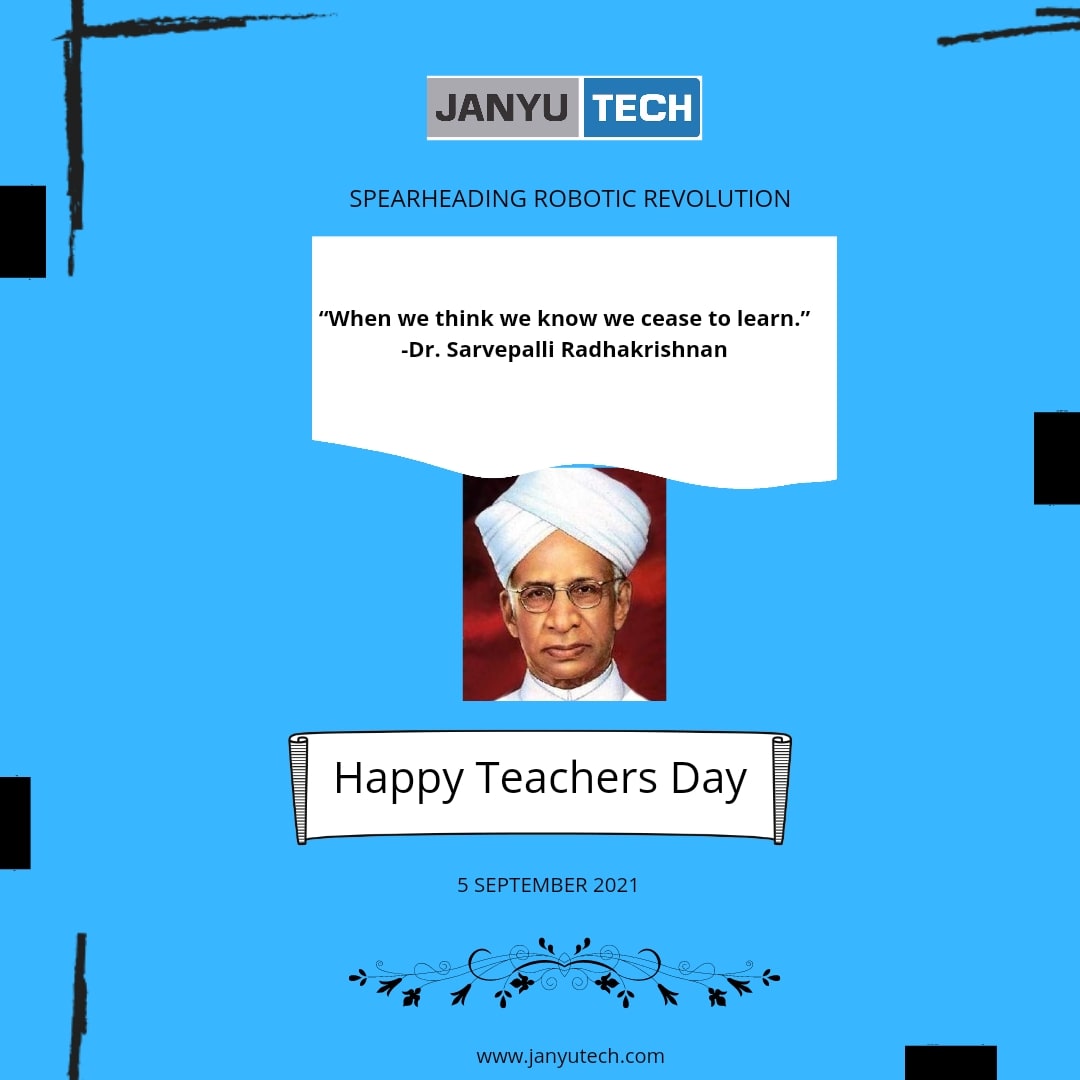 JANYU TECH
SPEARHEADING ROBOTIC REVOLUTION
“When we think we know we cease to learn.”
-Dr. Sarvepalli Radhakrishnan
Happy Teachers Day
5 SEPTEMBER 2021
www.janyutech.com